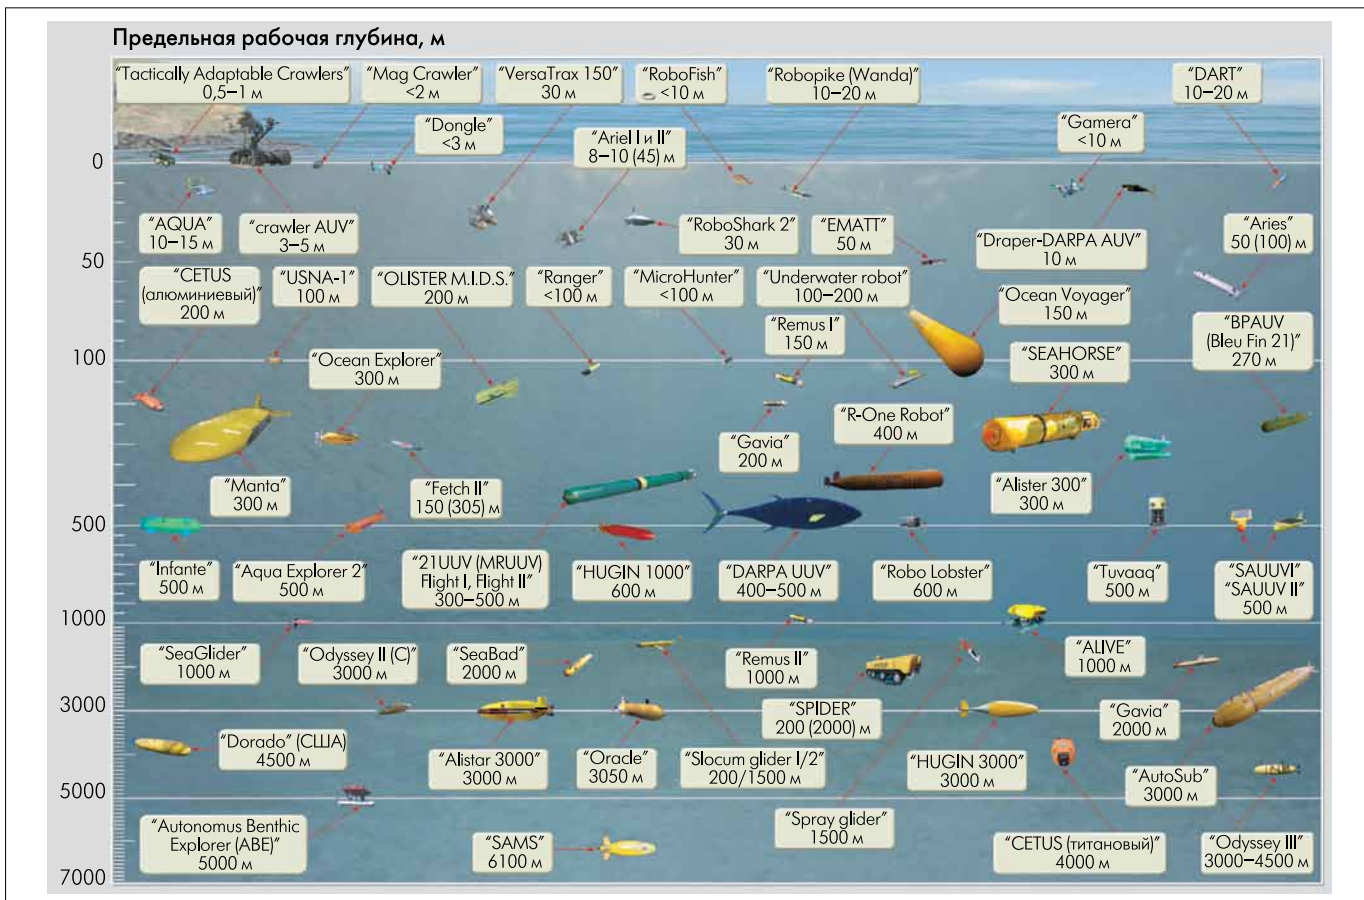 Предельная рабочая глубина, м
“Tactically Adaptable Crawlers”
0,5–1 м
“Mag Crawler”
<2 м
“VersaTrax 150”
30 м
“RoboFish”
<10 м
“Robopike (Wanda)
10–20 м
“DART”
10–20 м
“Dongle”
<3 м
“Ariel I и II”
8–10 (45) м
“Gamera”
<10 м
0
“AQUA”
10–15 м
“crawler AUV”
3–5 м
“RoboShark 2”
30 м
“EMATT”
50 м
“Draper-DARPA AUV”
10 м
“Aries”
50 (100) м
50
“CETUS
(алюминиевый)”
200 м
“USNA-1”
100 м
“OLISTER M.I.D.S.”
200 м
“Ranger”
<100 м
“MicroHunter”
<100 м
“Underwater robot”
100–200 м
“Ocean Voyager”
150 м
“Remus I”
150 м
“BPAUV
(Bleu Fin 21)”
270 м
100
“Ocean Explorer”
300 м
“SEAHORSE”
300 м
“R-One Robot”
400 м
“Gavia”
200 м
“Manta”
300 м
“Fetch II”
150 (305) м
“Alister 300”
300 м
500
“Infante”
500 м
“Aqua Explorer 2”
500 м
“21UUV (MRUUV)
Flight I, Flight II”
300–500 м
“HUGIN 1000”
600 м
“DARPA UUV”
400–500 м
“Robo Lobster”
600 м
“Tuvaaq”
500 м
“SAUUVI”
“SAUUV II”
500 м
1000
“SeaGlider”
1000 м
“Odyssey II (C)”
3000 м
“SeaBad”
2000 м
“Remus II”
1000 м
“ALIVE”
1000 м
3000
“SPIDER”
200 (2000) м
“Gavia”
2000 м
“Dorado” (США)
4500 м
“Alistar 3000”
3000 м
“Oracle”
3050 м
“Slocum glider I/2”
200/1500 м
“HUGIN 3000”
3000 м
“AutoSub”
3000 м
5000
“Autonomus Benthic
Explorer (ABE)”
5000 м
“SAMS”
6100 м
“Spray glider”
1500 м
“CETUS (титановый)”
4000 м
“Odyssey III”
3000–4500 м
7000